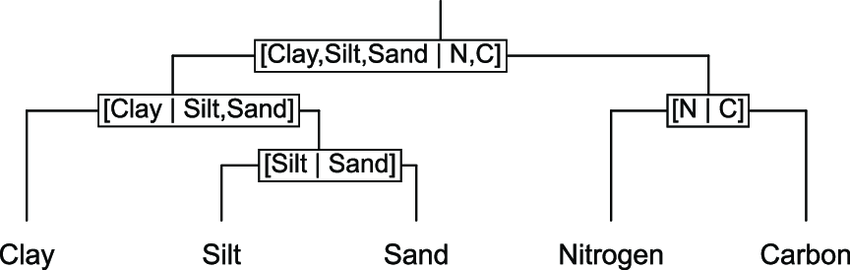 [Clay,Silt,Sand | N,C]
[Clay | Silt,Sand]
[N | C]
[Silt | Sand]
Clay
Silt
Sand
Nitrogen
Carbon